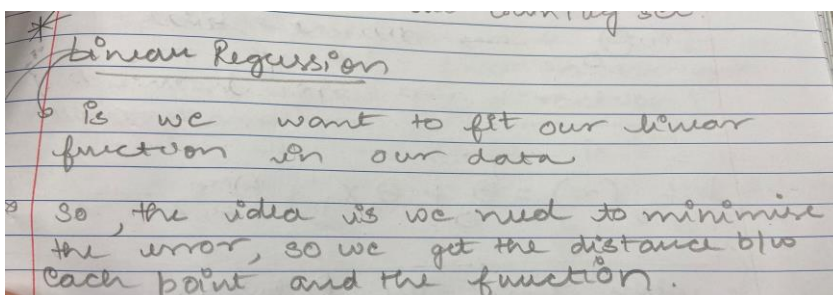 Linear Regression
is we want to fit our linear
function in our data
so, the idea is we need to minimise
the error, so we get the distance b/w
each point and the function.